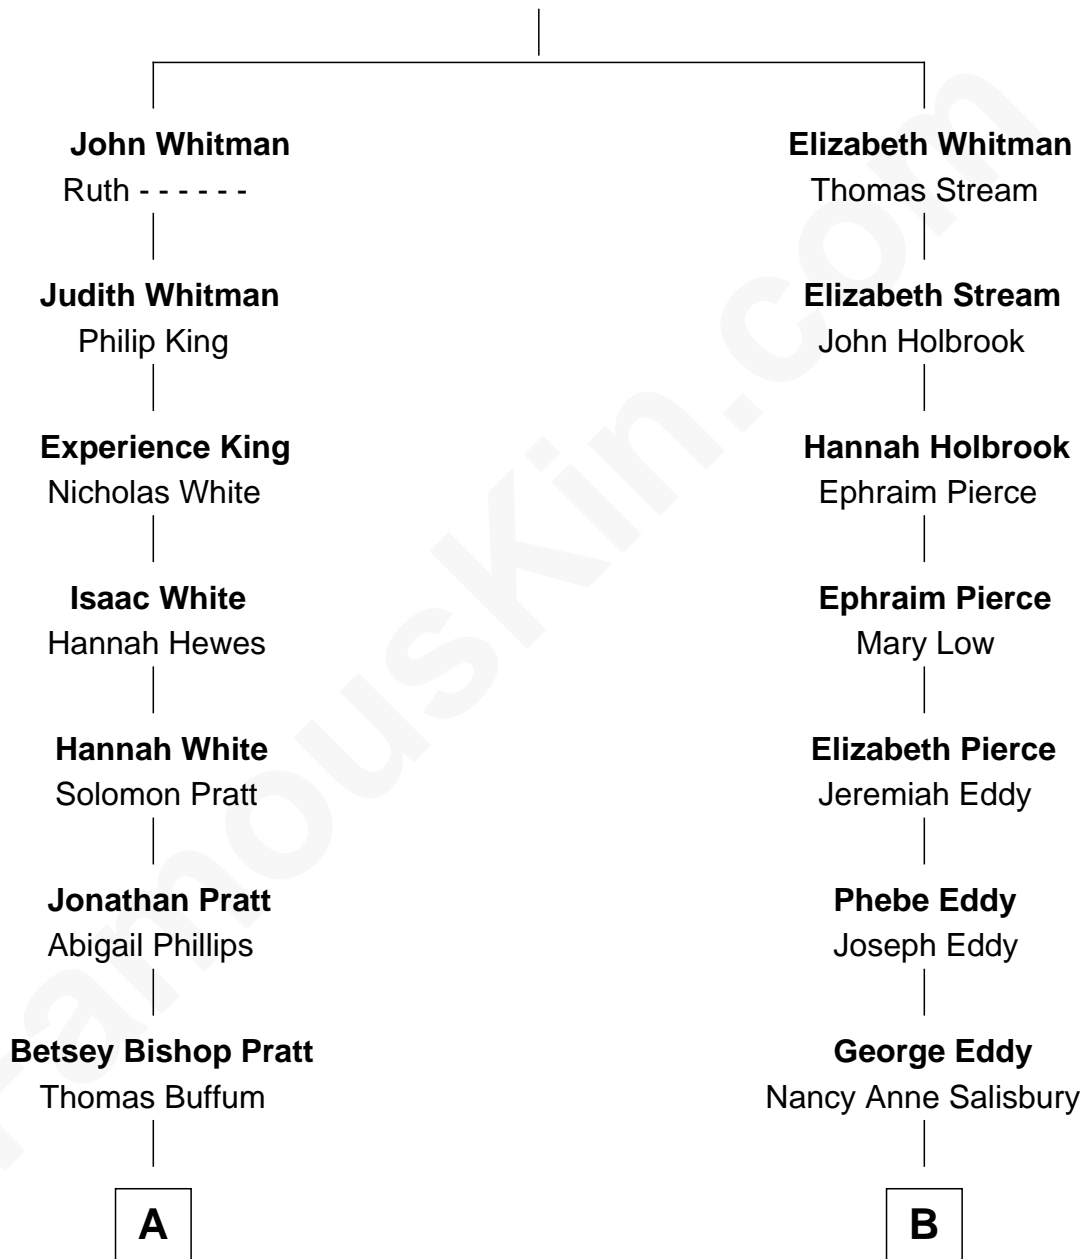 John Whitman
Ruth - - - - - -
Judith Whitman
Philip King
Experience King
Nicholas White
Isaac White
Hannah Hewes
Hannah White
Solomon Pratt
Jonathan Pratt
Abigail Phillips
Betsey Bishop Pratt
Thomas Buffum
A
Elizabeth Whitman
Thomas Stream
Elizabeth Stream
John Holbrook
Hannah Holbrook
Ephraim Pierce
Ephraim Pierce
Mary Low
Elizabeth Pierce
Jeremiah Eddy
Phebe Eddy
Joseph Eddy
George Eddy
Nancy Anne Salisbury
B
FamousKin.com